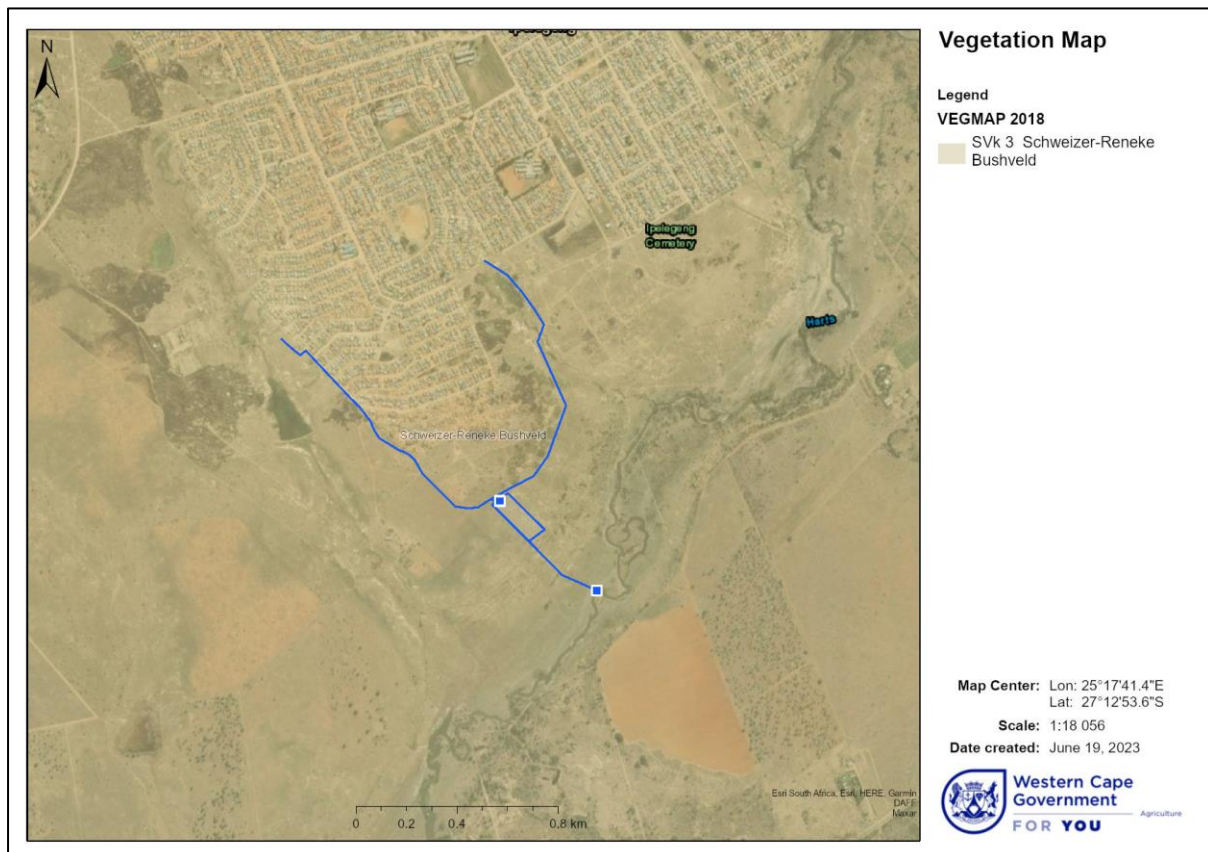 Ipelegeng
N
Ipelegeng
Cemetery
Harts
Schweizer-Reneke Bushveld
0 0.2 0.4 0.8 km
Esri South Africa, Esri, HERE, Garmin
DAFF
Maxar
Vegetation Map
Legend
VEGMAP 2018
SVk 3 Schweizer-Reneke
Bushveld
Map Center: Lon: 25°17'41.4"E
Lat: 27°12'53.6"S
Scale: 1:18 056
Date created: June 19, 2023
Western Cape
Government
Agriculture
FOR YOU